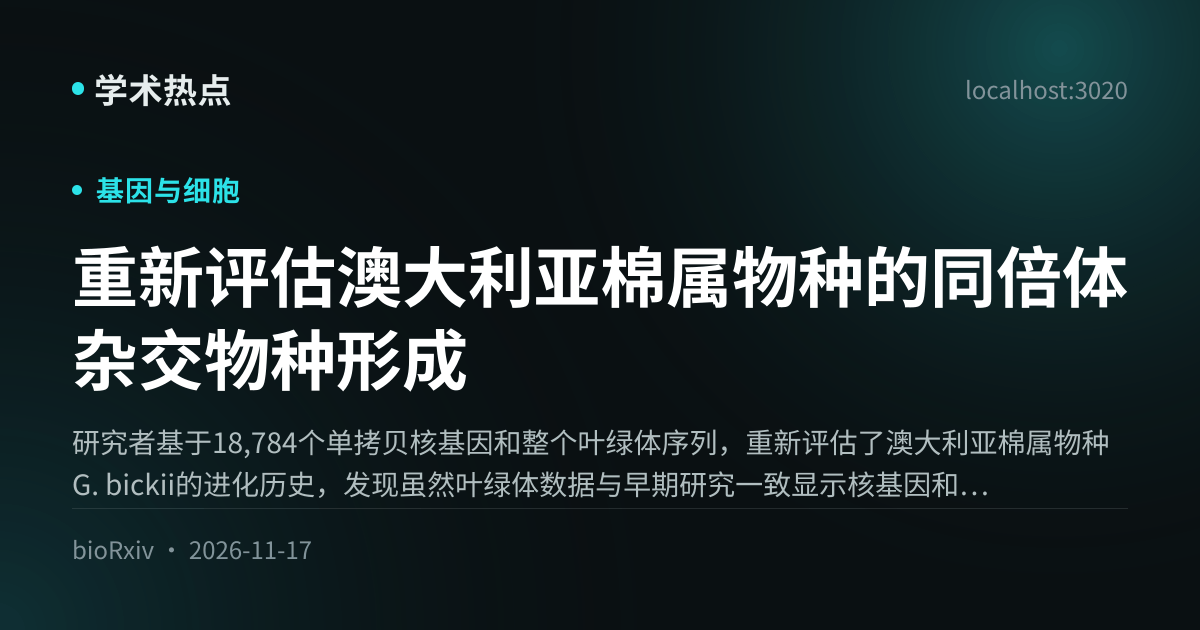 学术热点
localhost:3020
基因与细胞
重新评估澳大利亚棉属物种的同倍体
杂交物种形成
研究者基于18,784个单拷贝核基因和整个叶绿体序列，重新评估了澳大利亚棉属物种
G. bickii的进化历史，发现虽然叶绿体数据与早期研究一致显示核基因和…
bioRxiv · 2026-11-17